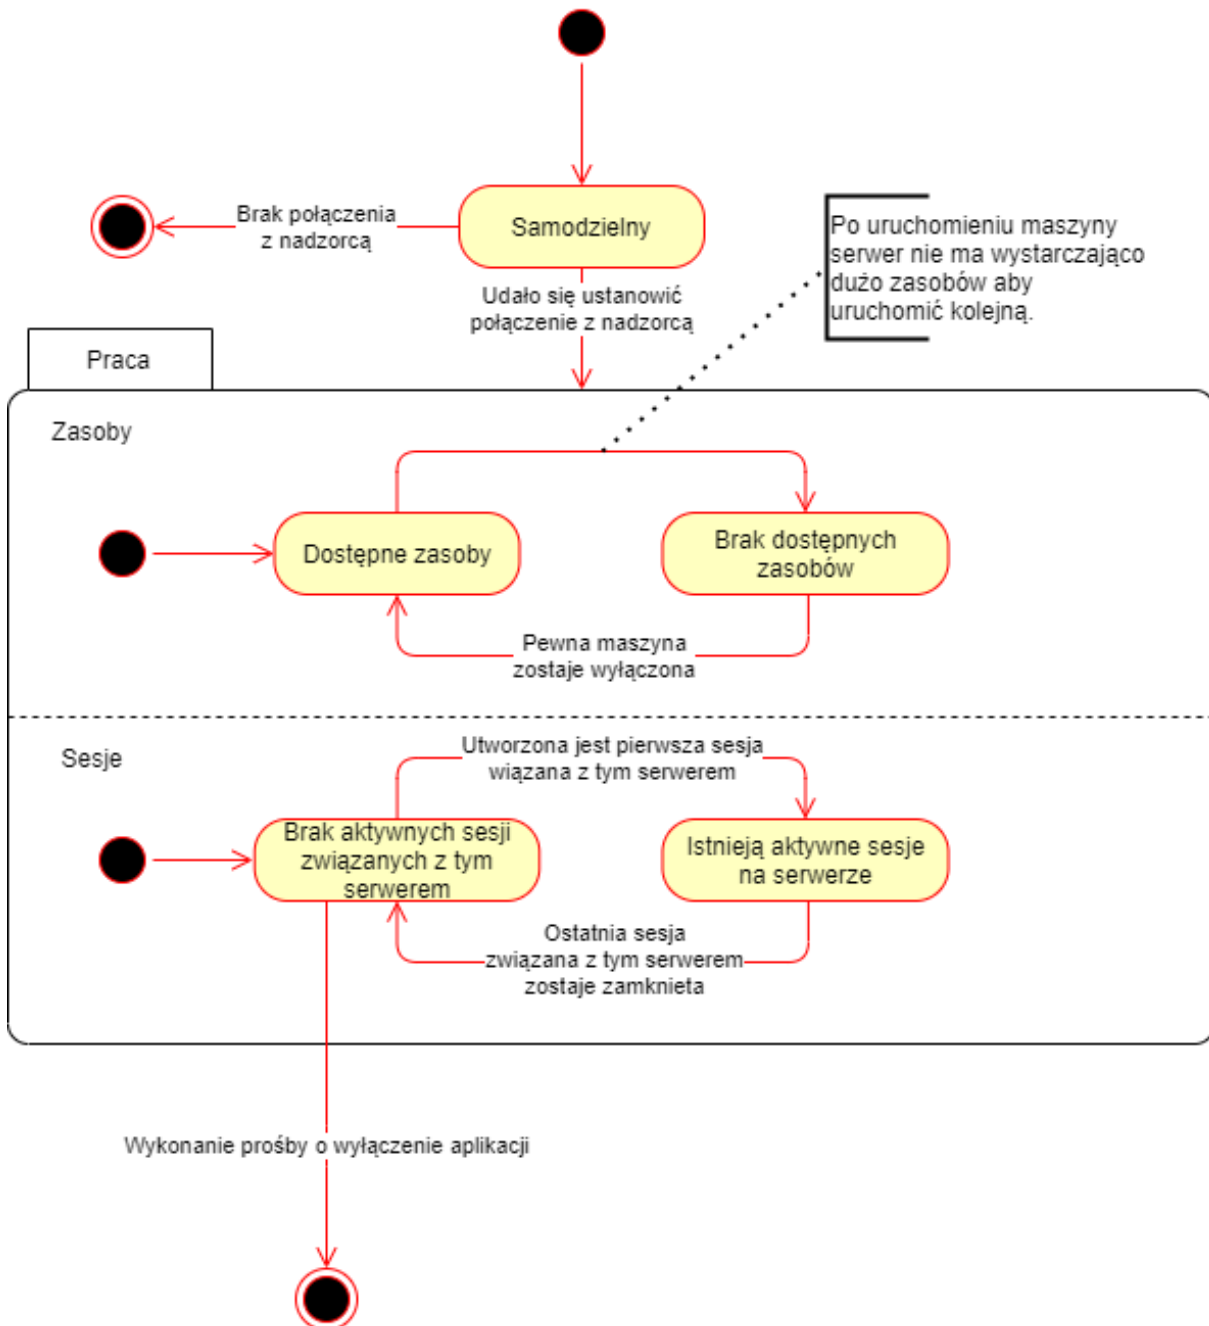 Brak połączenia
z nadzorcą
Samodzielny
Po uruchomieniu maszyny
serwer nie ma wystarczająco
dużo zasobów aby
uruchomić kolejną.
Udało się ustanowić
połączenie z nadzorcą
Praca
Zasoby
Dostępne zasoby
Brak dostępnych
zasobów
Pewna maszyna
zostaje wyłączona
Sesje
Utworzona jest pierwsza sesja
wiązana z tym serwerem
Brak aktywnych sesji
związanych z tym
serwerem
Istnieją aktywne sesje
na serwerze
Ostatnia sesja
związana z tym serwerem
zostaje zamknieta
Wykonanie prośby o wyłączenie aplikacji